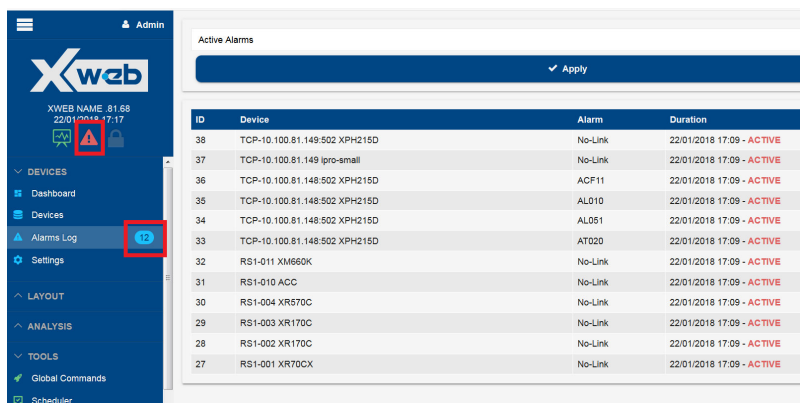 Admin
Xweb
XWEB NAME .81.68
22/01/2018 17:17
DEVICES
Dashboard
Devices
Alarms Log 12
Settings
LAYOUT
ANALYSIS
TOOLS
Global Commands
Scheduler
Active Alarms
Apply
ID Device Alarm Duration
38 TCP-10.100.81.149:502 XPH215D No-Link 22/01/2018 17:09 - ACTIVE
37 TCP-10.100.81.149 ipro-small No-Link 22/01/2018 17:09 - ACTIVE
36 TCP-10.100.81.148:502 XPH215D ACF11 22/01/2018 17:09 - ACTIVE
35 TCP-10.100.81.148:502 XPH215D AL010 22/01/2018 17:09 - ACTIVE
34 TCP-10.100.81.148:502 XPH215D AL051 22/01/2018 17:09 - ACTIVE
33 TCP-10.100.81.148:502 XPH215D AT020 22/01/2018 17:09 - ACTIVE
32 RS1-011 XM660K No-Link 22/01/2018 17:09 - ACTIVE
31 RS1-010 ACC No-Link 22/01/2018 17:09 - ACTIVE
30 RS1-004 XR570C No-Link 22/01/2018 17:09 - ACTIVE
29 RS1-003 XR170C No-Link 22/01/2018 17:09 - ACTIVE
28 RS1-002 XR170C No-Link 22/01/2018 17:09 - ACTIVE
27 RS1-001 XR70CX No-Link 22/01/2018 17:09 - ACTIVE